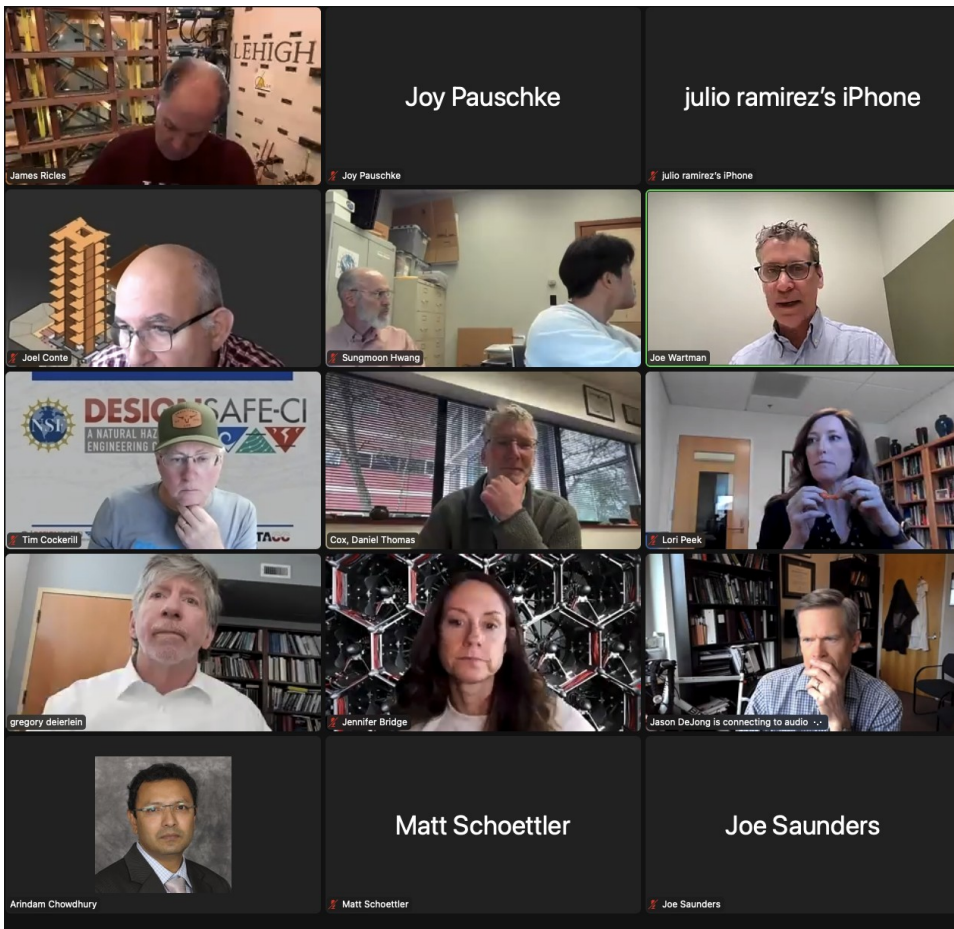 LEHIGH
James Ricles
Joy Pauschke
Joy Pauschke
julio ramirez's iPhone
julio ramirez's iPhone
Joel Conte
NSF
Sungmoon Hwang
Joe Wartman
NSF
DESIGNSAFE-CI
A NATURAL HAZ
ENGINEERING
Tim Cockerill
TACC
Cox, Daniel Thomas
Lori Peek
gregory deierlein
Jennifer Bridge
Jason DeJong is connecting to audio
Arindam Chowdhury
Matt Schoettler
Matt Schoettler
Joe Saunders
Joe Saunders